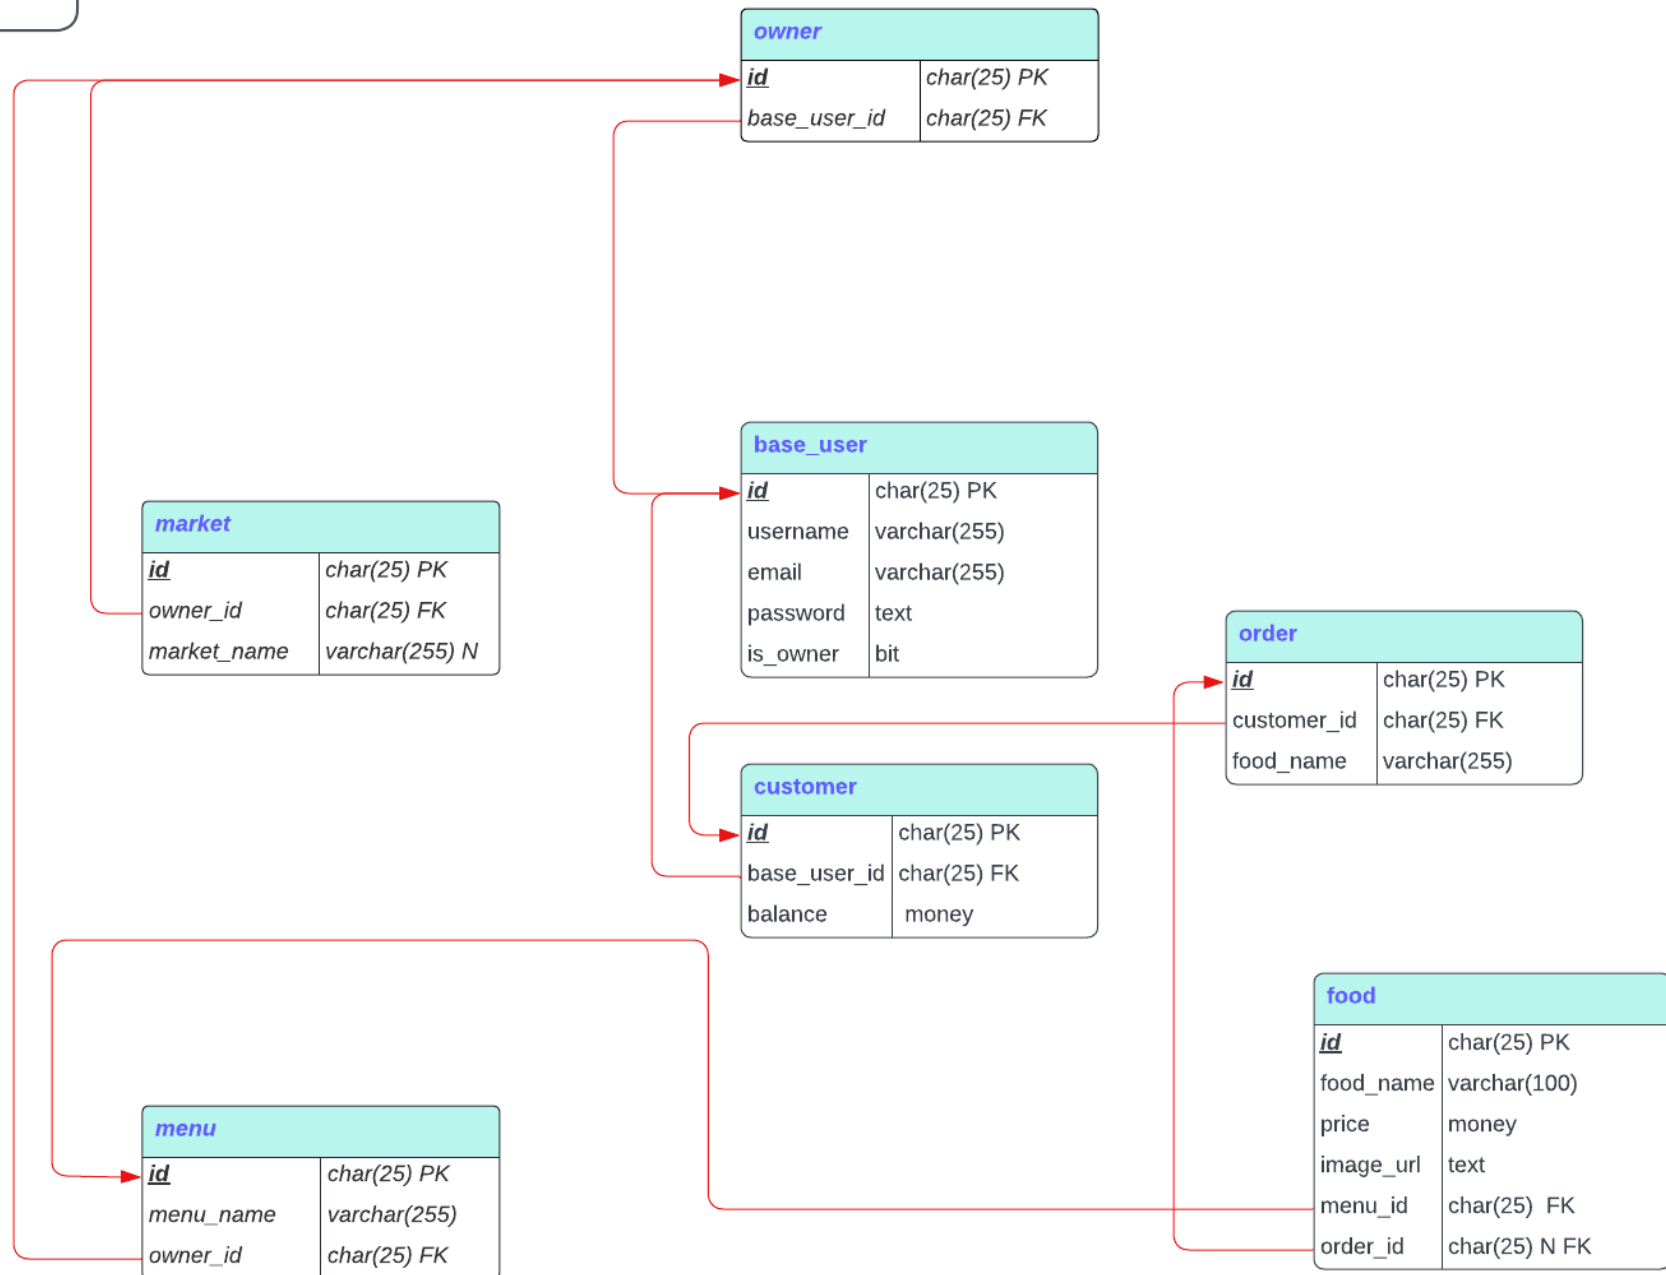 owner
id char(25) PK
base_user_id char(25) FK
base_user
id char(25) PK
username varchar(255)
email varchar(255)
password text
is_owner bit
market
id char(25) PK
owner_id char(25) FK
market_name varchar(255) N
order
id char(25) PK
customer_id char(25) FK
food_name varchar(255)
customer
id char(25) PK
base_user_id char(25) FK
balance money
food
id char(25) PK
food_name varchar(100)
price money
image_url text
menu_id char(25) FK
order_id char(25) N FK
menu
id char(25) PK
menu_name varchar(255)
owner_id char(25) FK